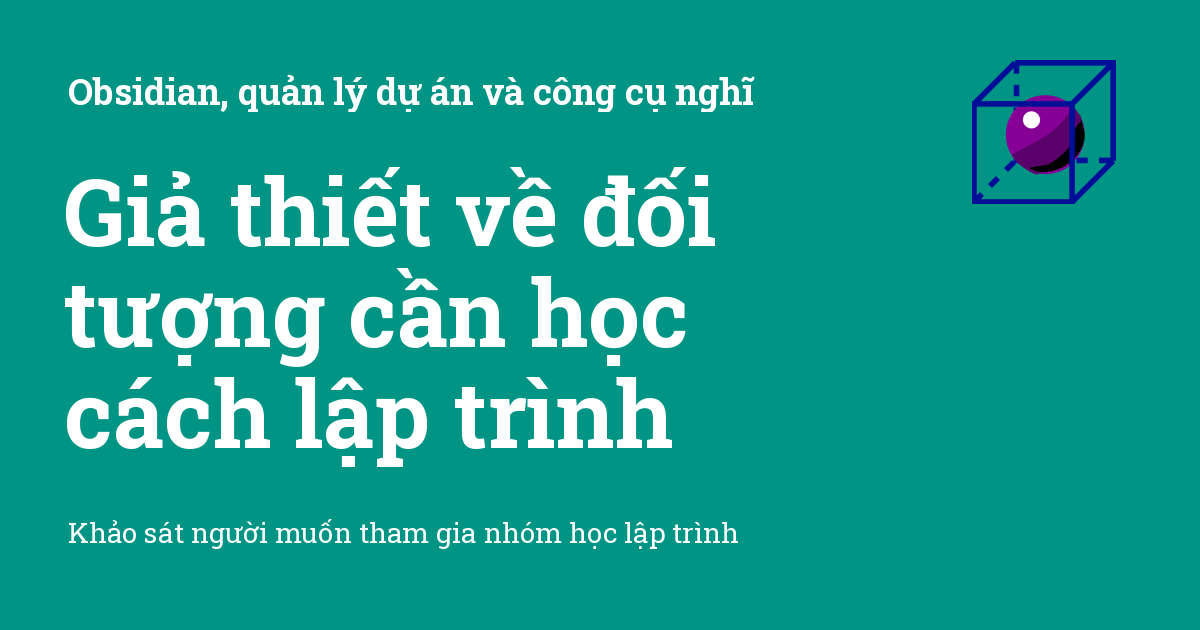 Obsidian, quản lý dự án và công cụ nghĩ
Giả thiết về đối
tượng cần học
cách lập trình
Khảo sát người muốn tham gia nhóm học lập trình